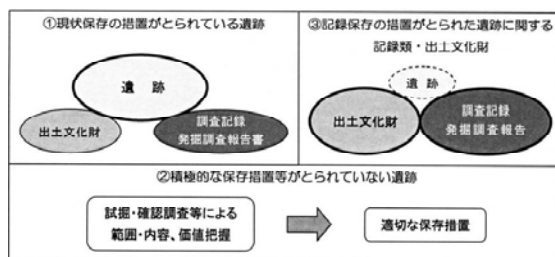 ①現状保存の措置がとられている遺跡
遺 跡
出土文化財
調査記録
発掘調査報告書
③記録保存の措置がとられた遺跡に関する
記録類・出土文化財
遺 跡
出土文化財
調査記録
発掘調査報告
②積極的な保存措置等がとられていない遺跡
試掘・確認調査等による
範囲・内容、価値把握
適切な保存措置